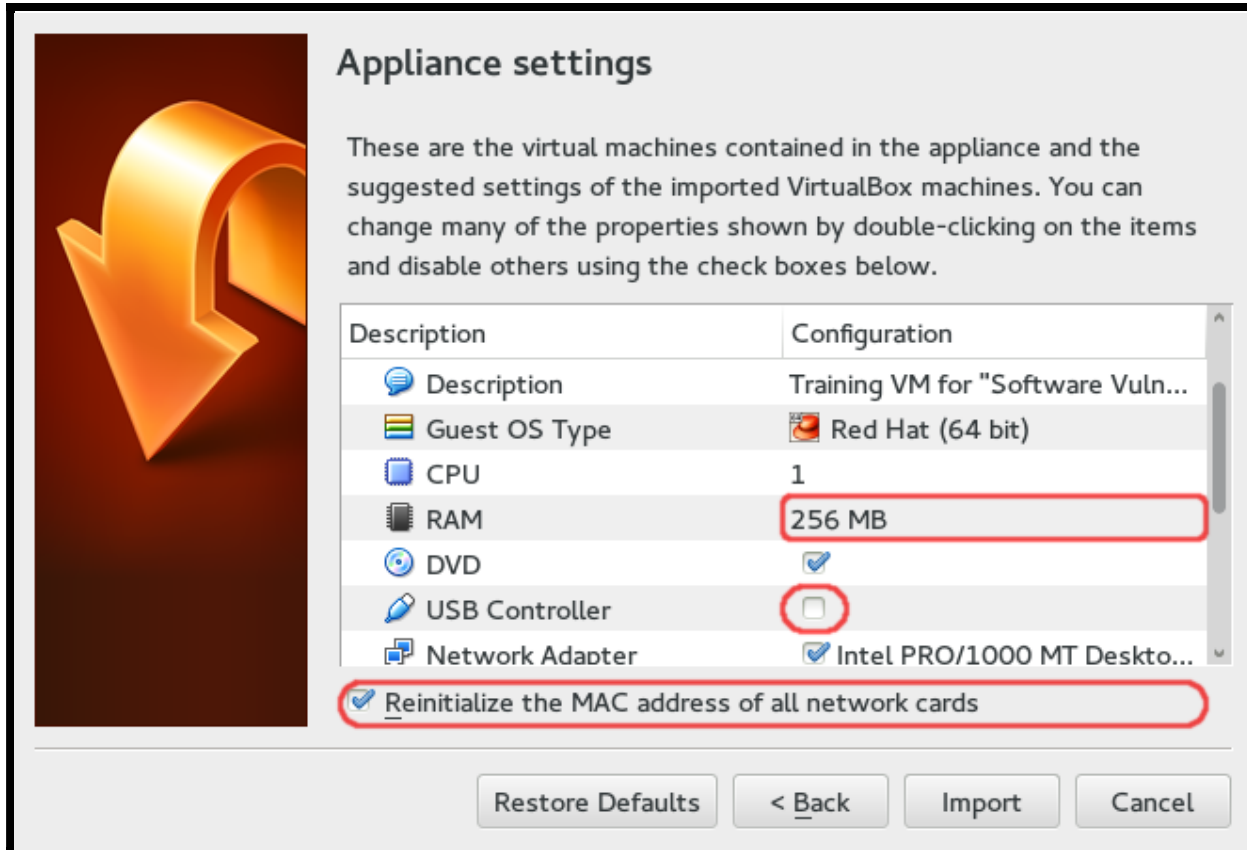 Appliance settings
These are the virtual machines contained in the appliance and the
suggested settings of the imported VirtualBox machines. You can
change many of the properties shown by double-clicking on the items
and disable others using the check boxes below.
Description Configuration
Description Training VM for "Software Vuln...
Guest OS Type Red Hat (64 bit)
CPU 1
RAM 256 MB
DVD
USB Controller
Network Adapter Intel PRO/1000 MT Deskto...
Reinitialize the MAC address of all network cards
Restore Defaults < Back Import Cancel